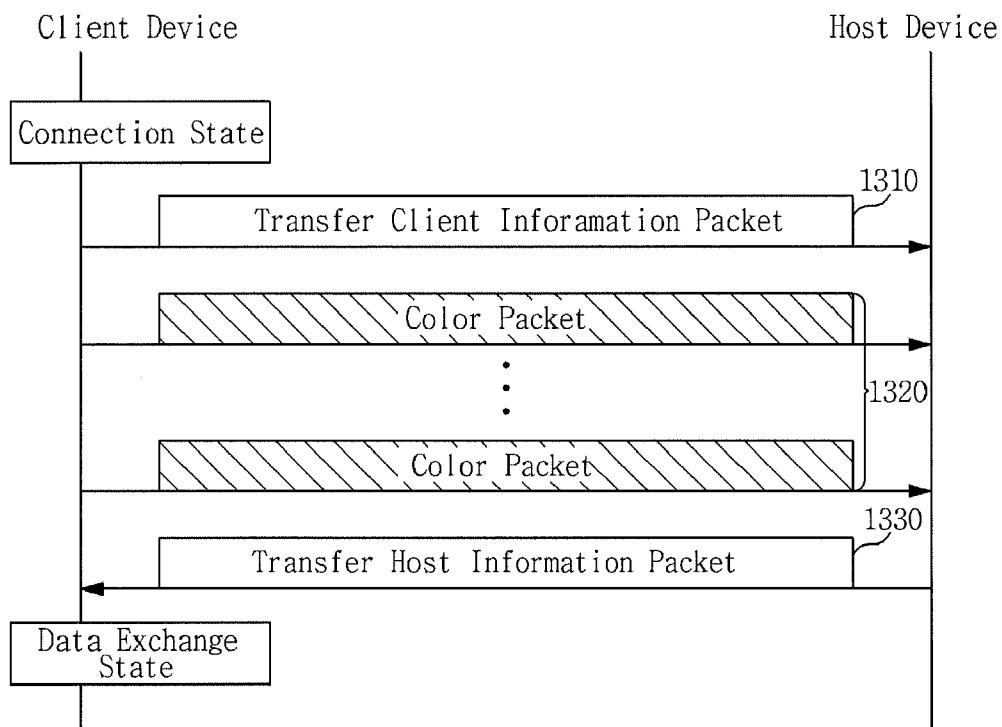 Client Device
Host Device
Connection State
1310
Transfer Client Inforamation Packet
Color Packet
1320
Color Packet
1330
Transfer Host Information Packet
Data Exchange
State